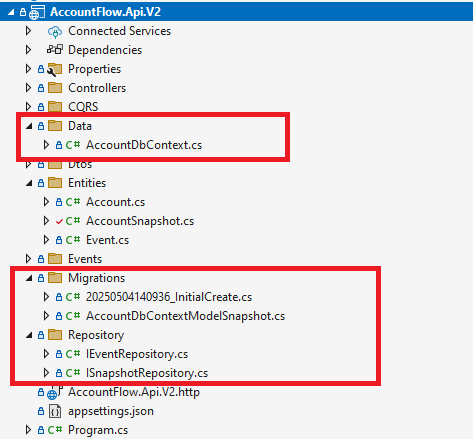 AccountFlow.Api.V2
Connected Services
Dependencies
Properties
Controllers
CQRS
Data
C# AccountDbContext.cs
Dtos
Entities
C# Account.cs
C# AccountSnapshot.cs
C# Event.cs
Events
Migrations
C# 20250504140936_InitialCreate.cs
C# AccountDbContextModelSnapshot.cs
Repository
C# IEventRepository.cs
C# ISnapshotRepository.cs
AccountFlow.Api.V2.http
appsettings.json
C# Program.cs